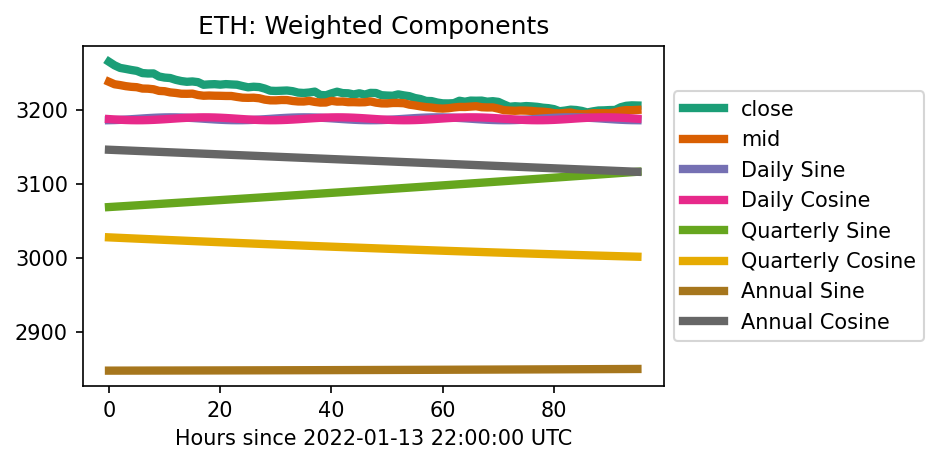 ETH: Weighted Components
3200
3100
3000
2900
0 20 40 60 80
Hours since 2022-01-13 22:00:00 UTC
close
mid
Daily Sine
Daily Cosine
Quarterly Sine
Quarterly Cosine
Annual Sine
Annual Cosine